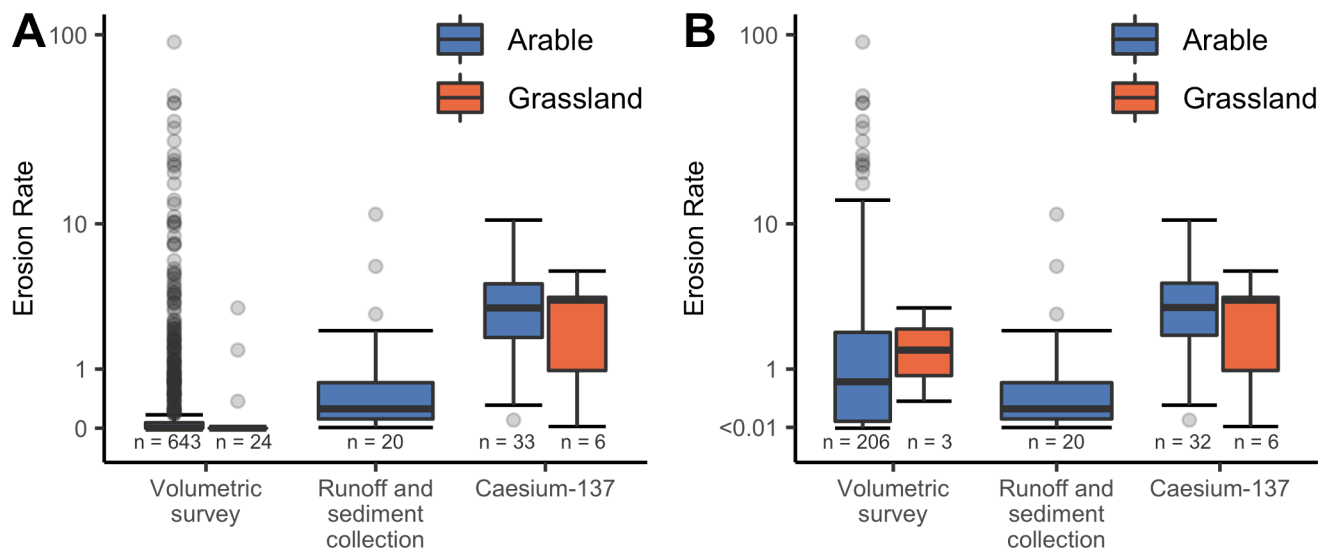 A
Erosion Rate
100
10
1
0
Arable
Grassland
n = 643
n = 24
n = 20
n = 33
n = 6
Volumetric
survey
Runoff and
sediment
collection
Caesium-137
B
Erosion Rate
100
10
1
<0.01
Arable
Grassland
n = 206
n = 3
n = 20
n = 32
n = 6
Volumetric
survey
Runoff and
sediment
collection
Caesium-137